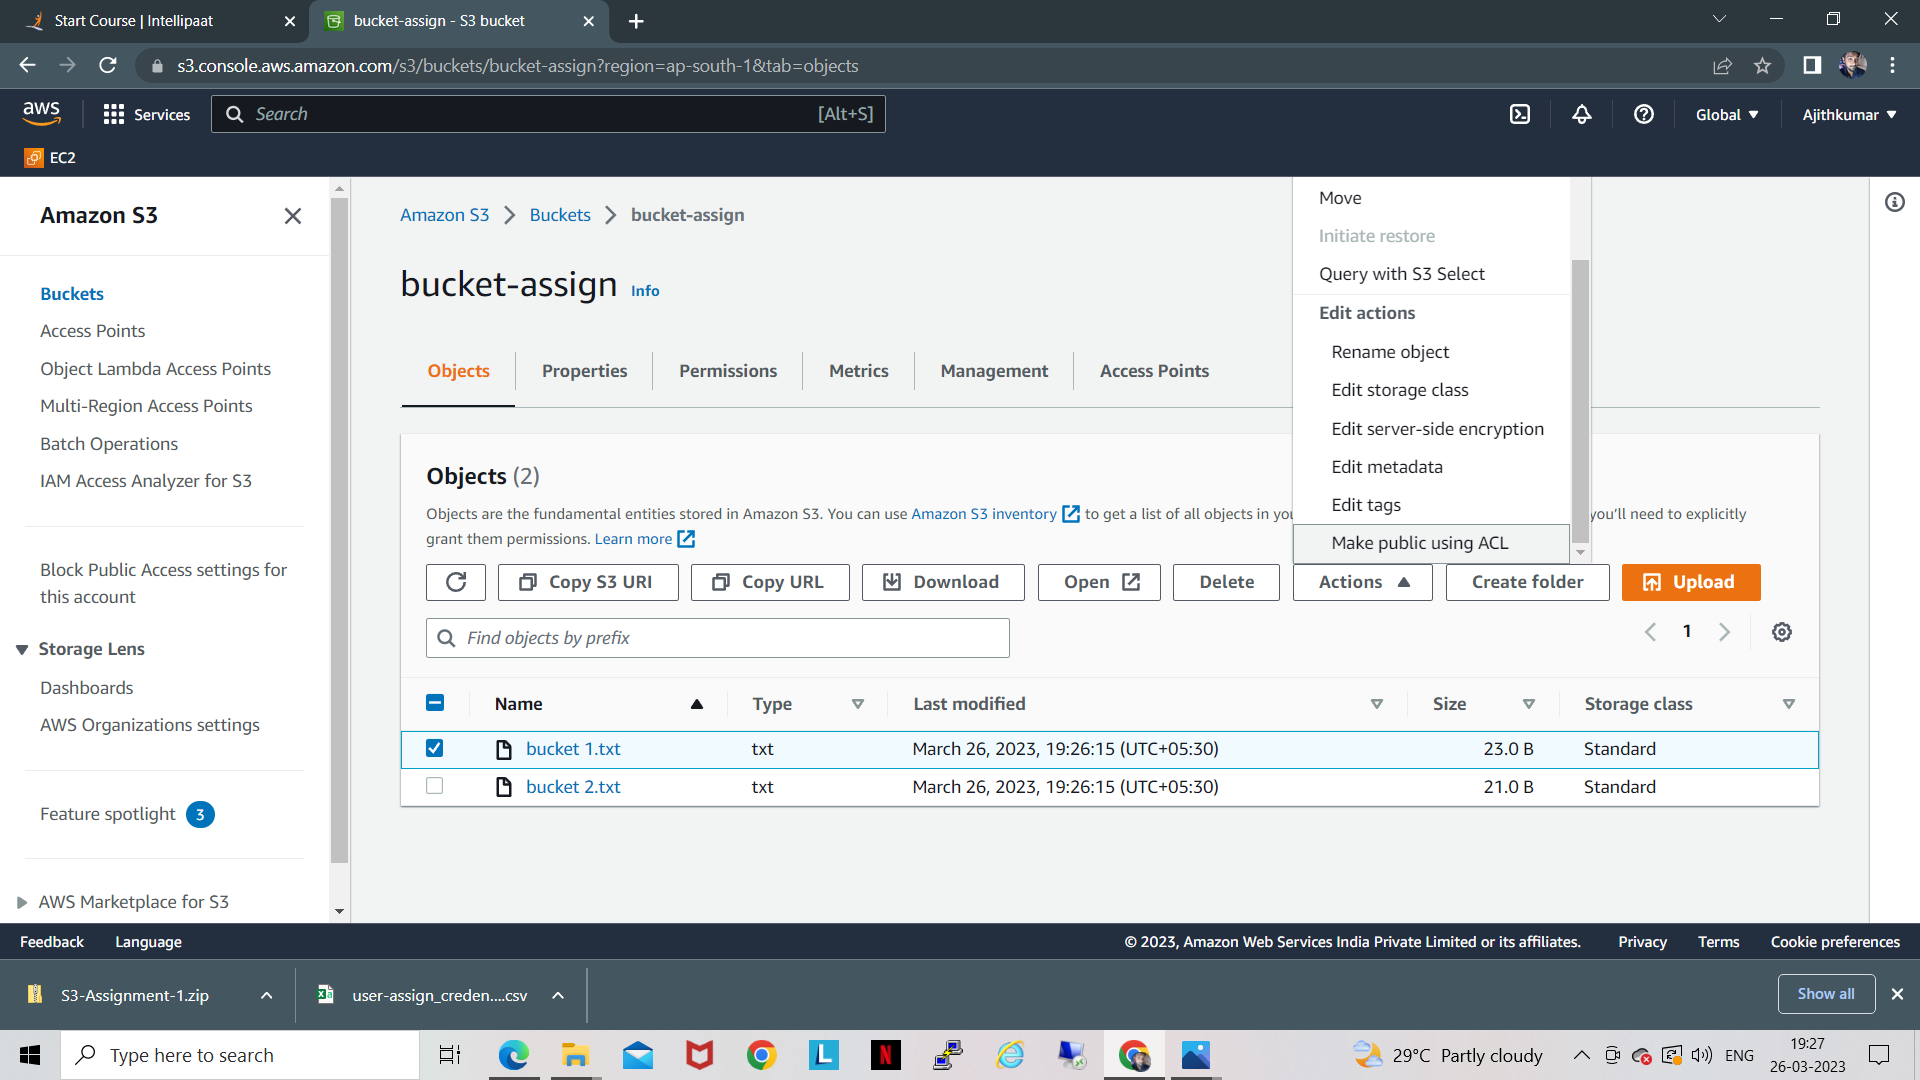 Start Course | Intellipaat
bucket-assign - S3 bucket
s3.console.aws.amazon.com/s3/buckets/bucket-assign?region=ap-south-1&tab=objects
aws
Services
Search
[Alt+S]
Global
Ajithkumar
EC2
Amazon S3
Buckets
Access Points
Object Lambda Access Points
Multi-Region Access Points
Batch Operations
IAM Access Analyzer for S3
Block Public Access settings for
this account
Storage Lens
Dashboards
AWS Organizations settings
Feature spotlight 3
AWS Marketplace for S3
Amazon S3 > Buckets > bucket-assign
bucket-assign Info
Objects
Properties
Permissions
Metrics
Management
Access Points
Move
Initiate restore
Query with S3 Select
Edit actions
Rename object
Edit storage class
Edit server-side encryption
Edit metadata
Edit tags
Make public using ACL
Objects (2)
Objects are the fundamental entities stored in Amazon S3. You can use Amazon S3 inventory to get a list of all objects in you'll need to explicitly
grant them permissions. Learn more
Copy S3 URI
Copy URL
Download
Open
Delete
Actions
Create folder
Upload
Find objects by prefix
1
Name Type Last modified Size Storage class
bucket 1.txt txt March 26, 2023, 19:26:15 (UTC+05:30) 23.0 B Standard
bucket 2.txt txt March 26, 2023, 19:26:15 (UTC+05:30) 21.0 B Standard
Feedback
Language
© 2023, Amazon Web Services India Private Limited or its affiliates.
Privacy
Terms
Cookie preferences
S3-Assignment-1.zip
user-assign_creden....csv
Show all
Type here to search
L
N
29°C Partly cloudy
ENG
19:27
26-03-2023